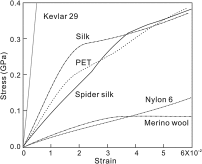 0.4
Kevlar 29
Silk
0.3
PET
Stress (GPa)
0.2
Spider silk
Nylon 6
0.1
Merino wool
0.0
0 1 2 3 4 5 6X10⁻²
Strain